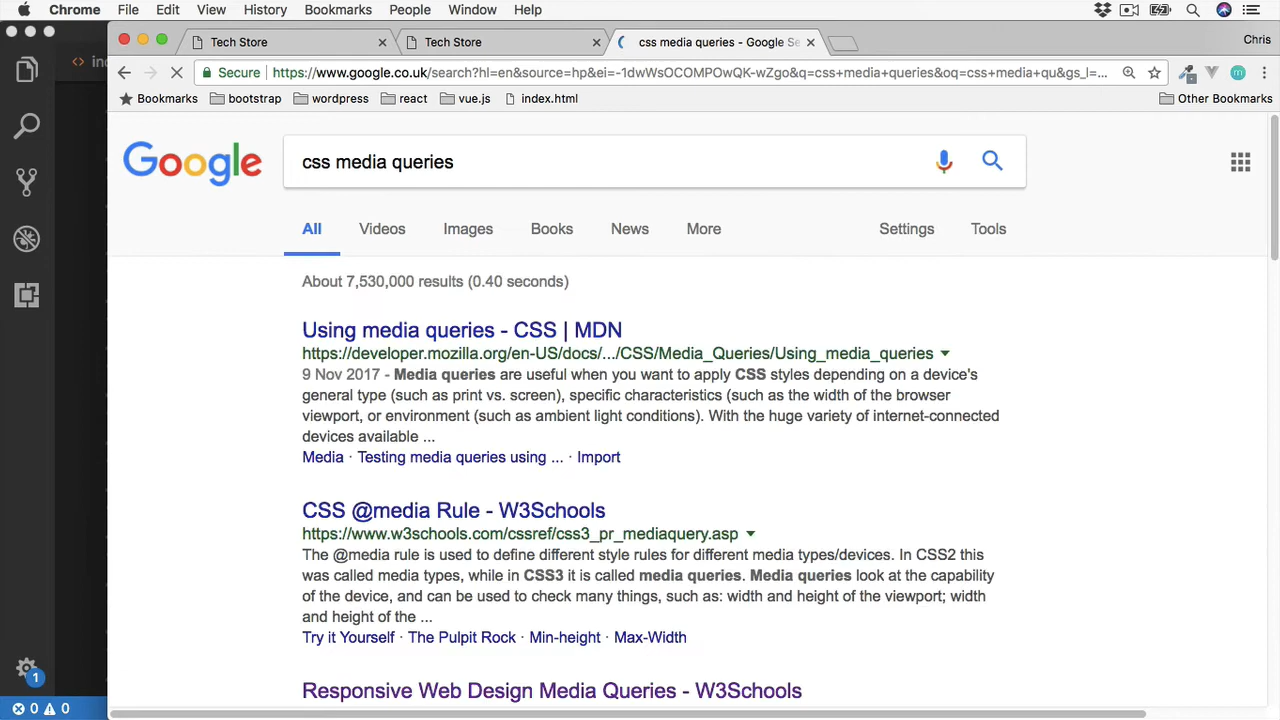 Chrome File Edit View History Bookmarks People Window Help
Tech Store
Tech Store
css media queries - Google Se
Chris
Secure https://www.google.co.uk/search?hl=en&source=hp&ei=-1dwWsOCOMPOwQK-wZgo&q=css+media+queries&oq=css+media+qu&gs_l=...
Bookmarks bootstrap wordpress react vue.js index.html Other Bookmarks
Google
css media queries
All Videos Images Books News More Settings Tools
About 7,530,000 results (0.40 seconds)
Using media queries - CSS | MDN
https://developer.mozilla.org/en-US/docs/.../CSS/Media_Queries/Using_media_queries
9 Nov 2017 - Media queries are useful when you want to apply CSS styles depending on a device's
general type (such as print vs. screen), specific characteristics (such as the width of the browser
viewport, or environment (such as ambient light conditions). With the huge variety of internet-connected
devices available ...
Media · Testing media queries using ... · Import
CSS @media Rule - W3Schools
https://www.w3schools.com/cssref/css3_pr_mediaquery.asp
The @media rule is used to define different style rules for different media types/devices. In CSS2 this
was called media types, while in CSS3 it is called media queries. Media queries look at the capability
of the device, and can be used to check many things, such as: width and height of the viewport; width
and height of the ...
Try it Yourself · The Pulpit Rock · Min-height · Max-Width
Responsive Web Design Media Queries - W3Schools
1
0 0